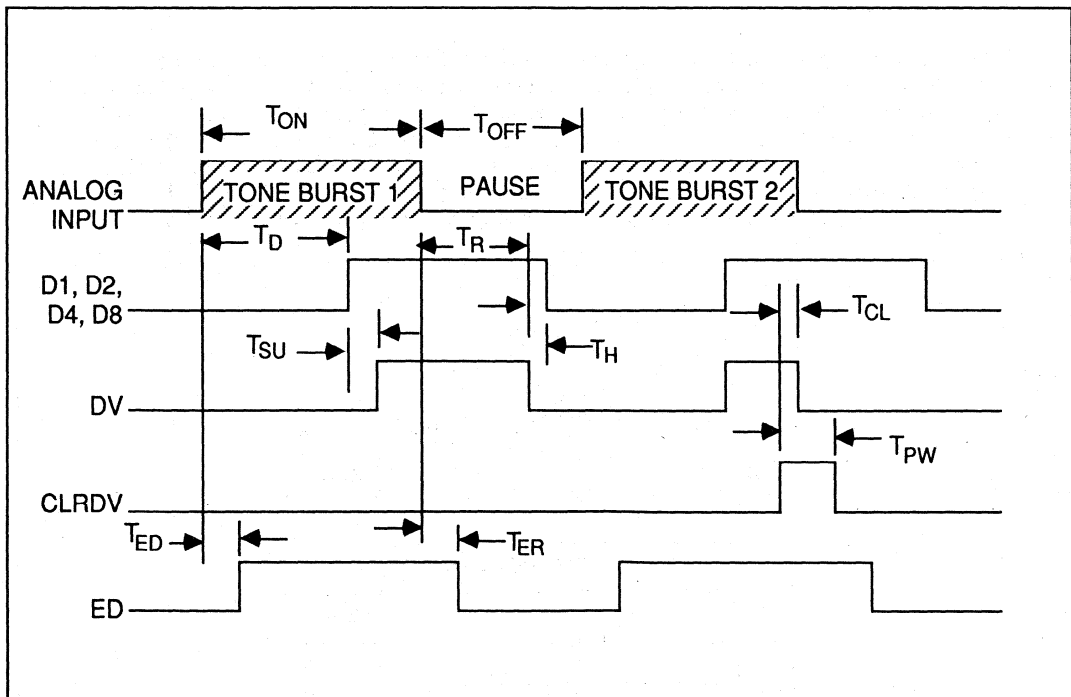 TON
TOFF
ANALOG
INPUT
TONE BURST 1
PAUSE
TONE BURST 2
TD
TR
D1, D2,
D4, D8
TCL
TSU
TH
DV
TPW
CLRDV
TED
TER
ED